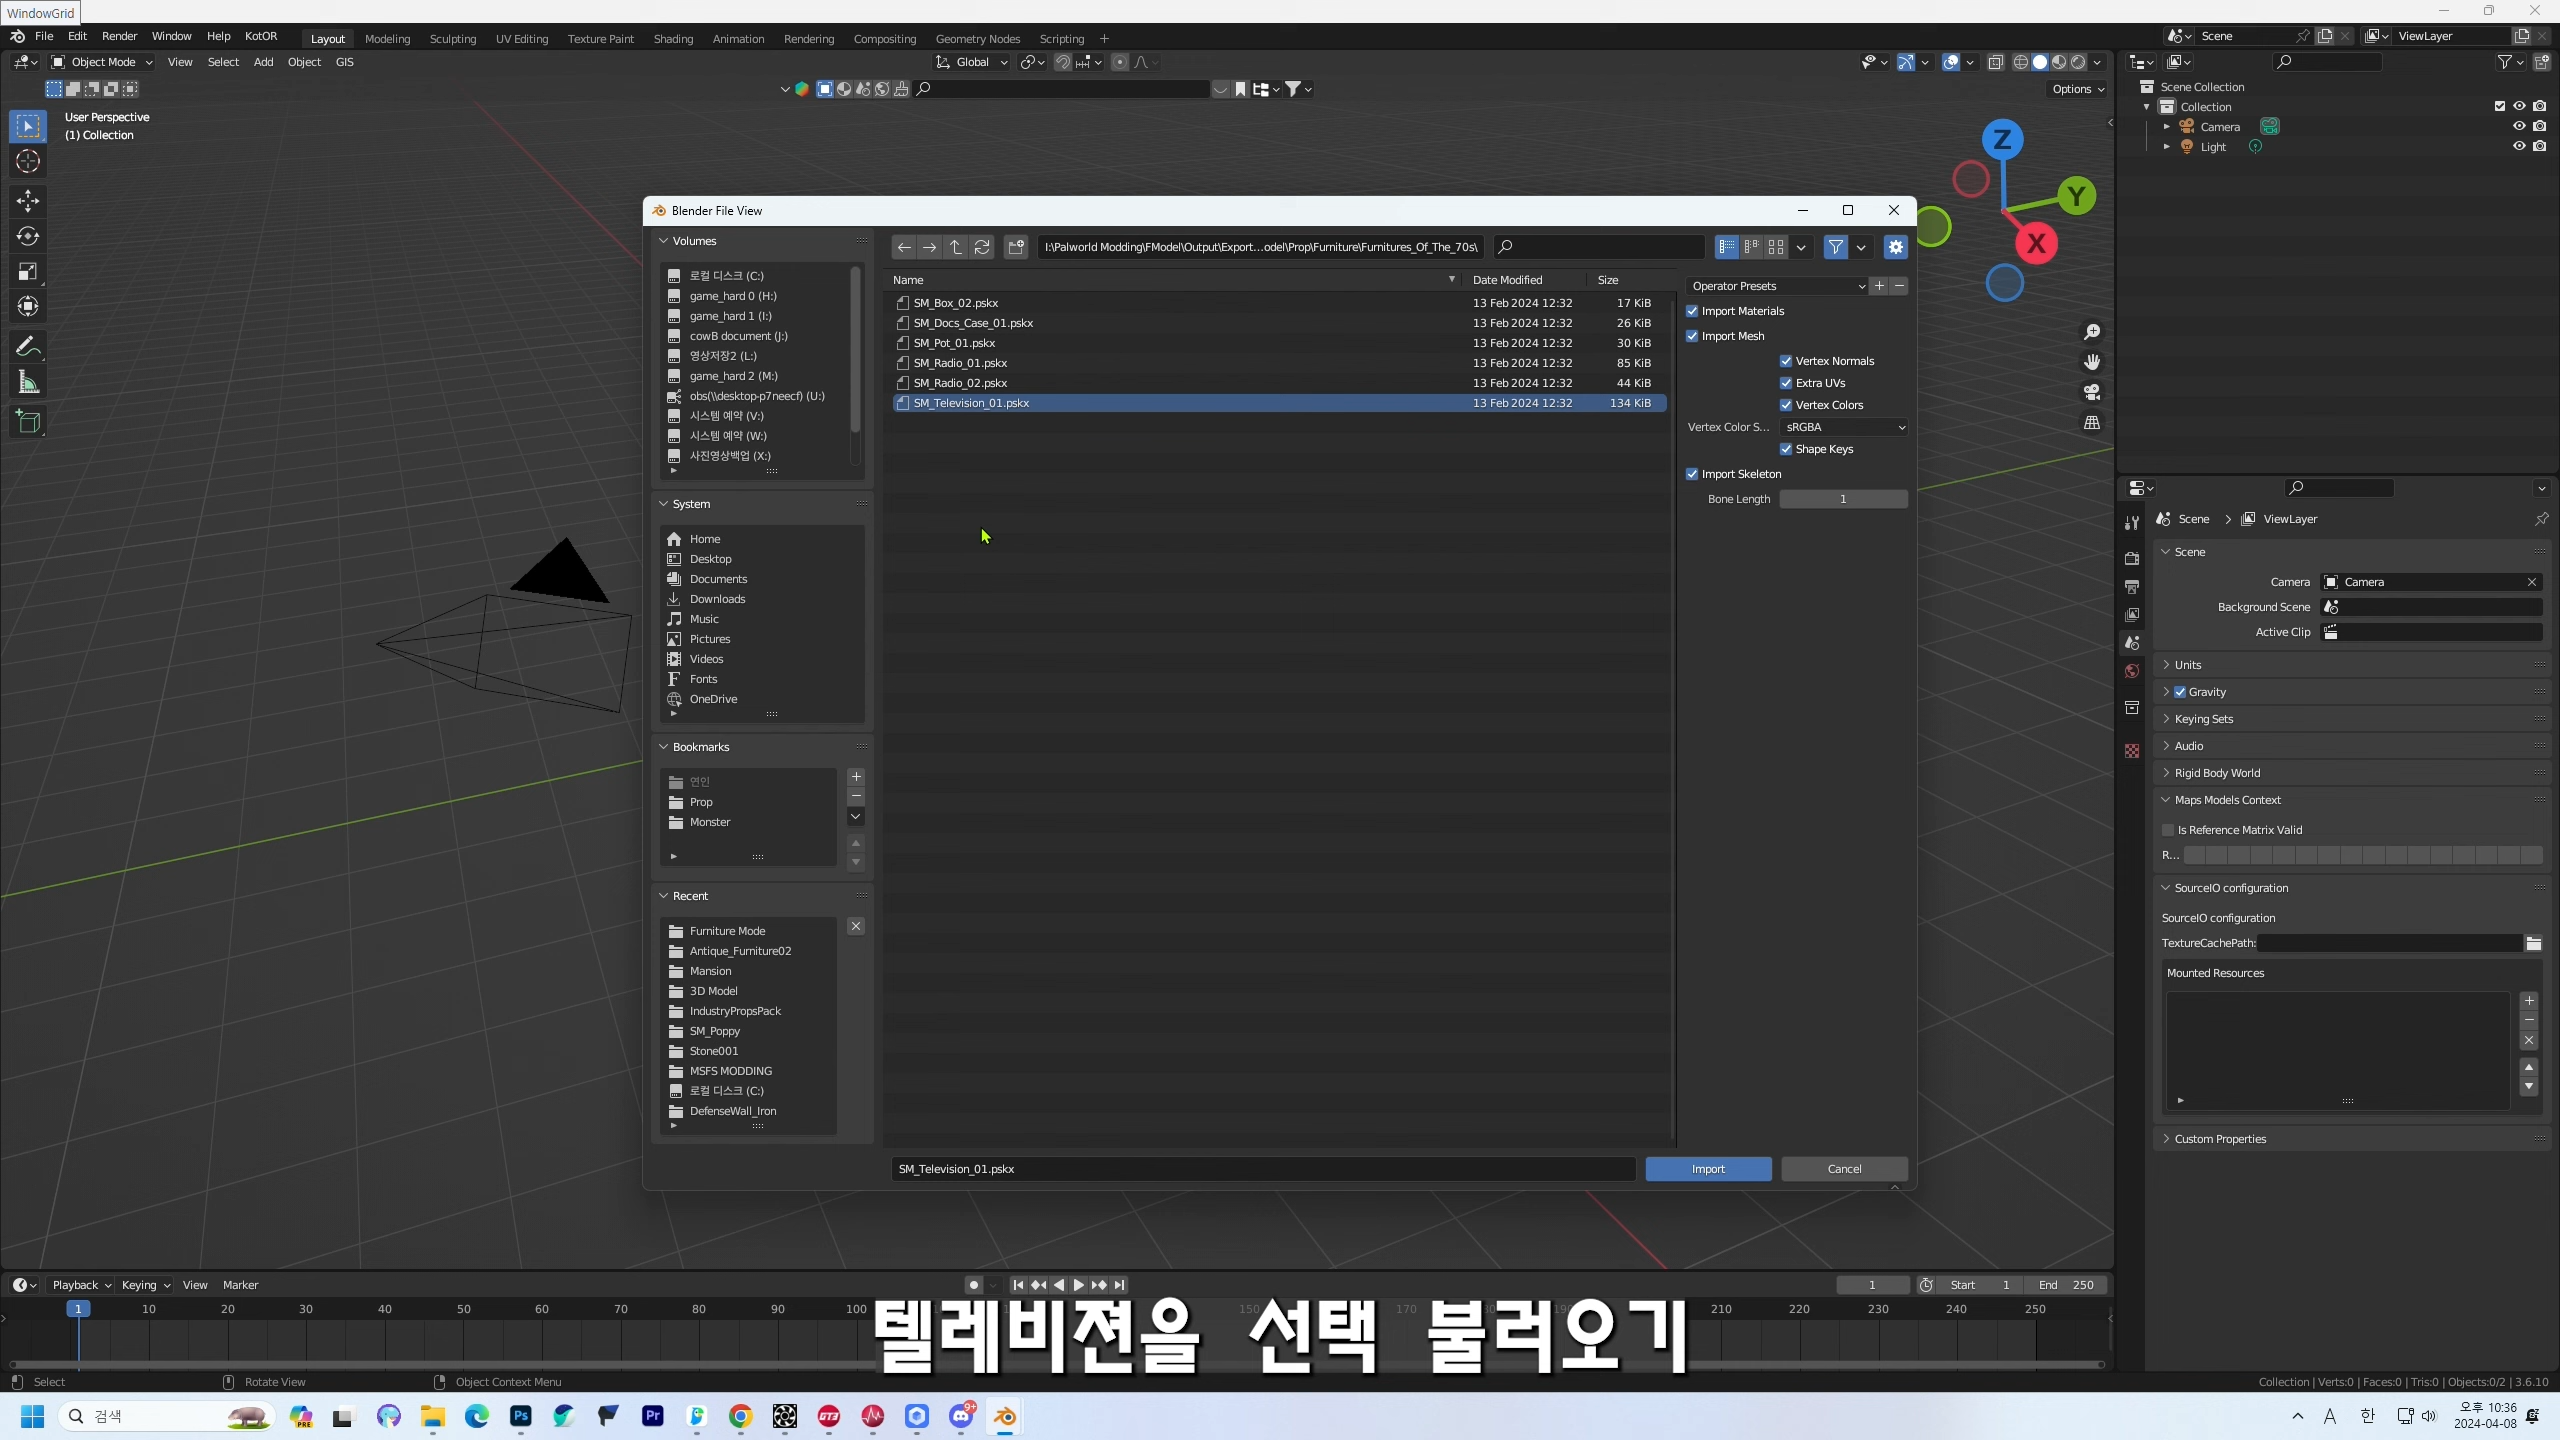 WindowGrid
File Edit Render Window Help KotOR Layout Modeling Sculpting UV Editing Texture Paint Shading Animation Rendering Compositing Geometry Nodes Scripting + Scene ViewLayer
Object Mode View Select Add Object GIS Global
Options
User Perspective
(1) Collection
Scene Collection
Collection
Camera
Light
Z
Y
X
Blender File View
Volumes
로컬 디스크 (C:)
game_hard 0 (H:)
game_hard 1 (I:)
cowB document (J:)
영상저장2 (L:)
game_hard 2 (M:)
obs(\\desktop-p7neecf) (U:)
시스템 예약 (V:)
시스템 예약 (W:)
사진영상백업 (X:)
System
Home
Desktop
Documents
Downloads
Music
Pictures
Videos
Fonts
OneDrive
Bookmarks
연인
Prop
Monster
Recent
Furniture Mode
Antique_Furniture02
Mansion
3D Model
IndustryPropsPack
SM_Poppy
Stone001
MSFS MODDING
로컬 디스크 (C:)
DefenseWall_Iron
I:\Palworld Modding\FModel\Output\Export...odel\Prop\Furniture\Furnitures_Of_The_70s\
Name Date Modified Size
SM_Box_02.pskx 13 Feb 2024 12:32 17 KiB
SM_Docs_Case_01.pskx 13 Feb 2024 12:32 26 KiB
SM_Pot_01.pskx 13 Feb 2024 12:32 30 KiB
SM_Radio_01.pskx 13 Feb 2024 12:32 85 KiB
SM_Radio_02.pskx 13 Feb 2024 12:32 44 KiB
SM_Television_01.pskx 13 Feb 2024 12:32 134 KiB
Operator Presets
Import Materials
Import Mesh
Vertex Normals
Extra UVs
Vertex Colors
Vertex Color S... sRGBA
Shape Keys
Import Skeleton
Bone Length 1
SM_Television_01.pskx Import Cancel
Scene ViewLayer
Scene
Camera Camera
Background Scene
Active Clip
Units
Gravity
Keying Sets
Audio
Rigid Body World
Maps Models Context
Is Reference Matrix Valid
R...
SourceIO configuration
SourceIO configuration
TextureCachePath:
Mounted Resources
Custom Properties
Playback Keying View Marker 1 Start 1 End 250
1 10 20 30 40 50 60 70 80 90 100 150 170 210 220 230 240 250
텔레비젼을 선택 불러오기
Select Rotate View Object Context Menu Collection | Verts:0 | Faces:0 | Tris:0 | Objects:0/2 | 3.6.10
검색 PRE Ps Pr GT3 9+ A 한 오후 10:36
2024-04-08